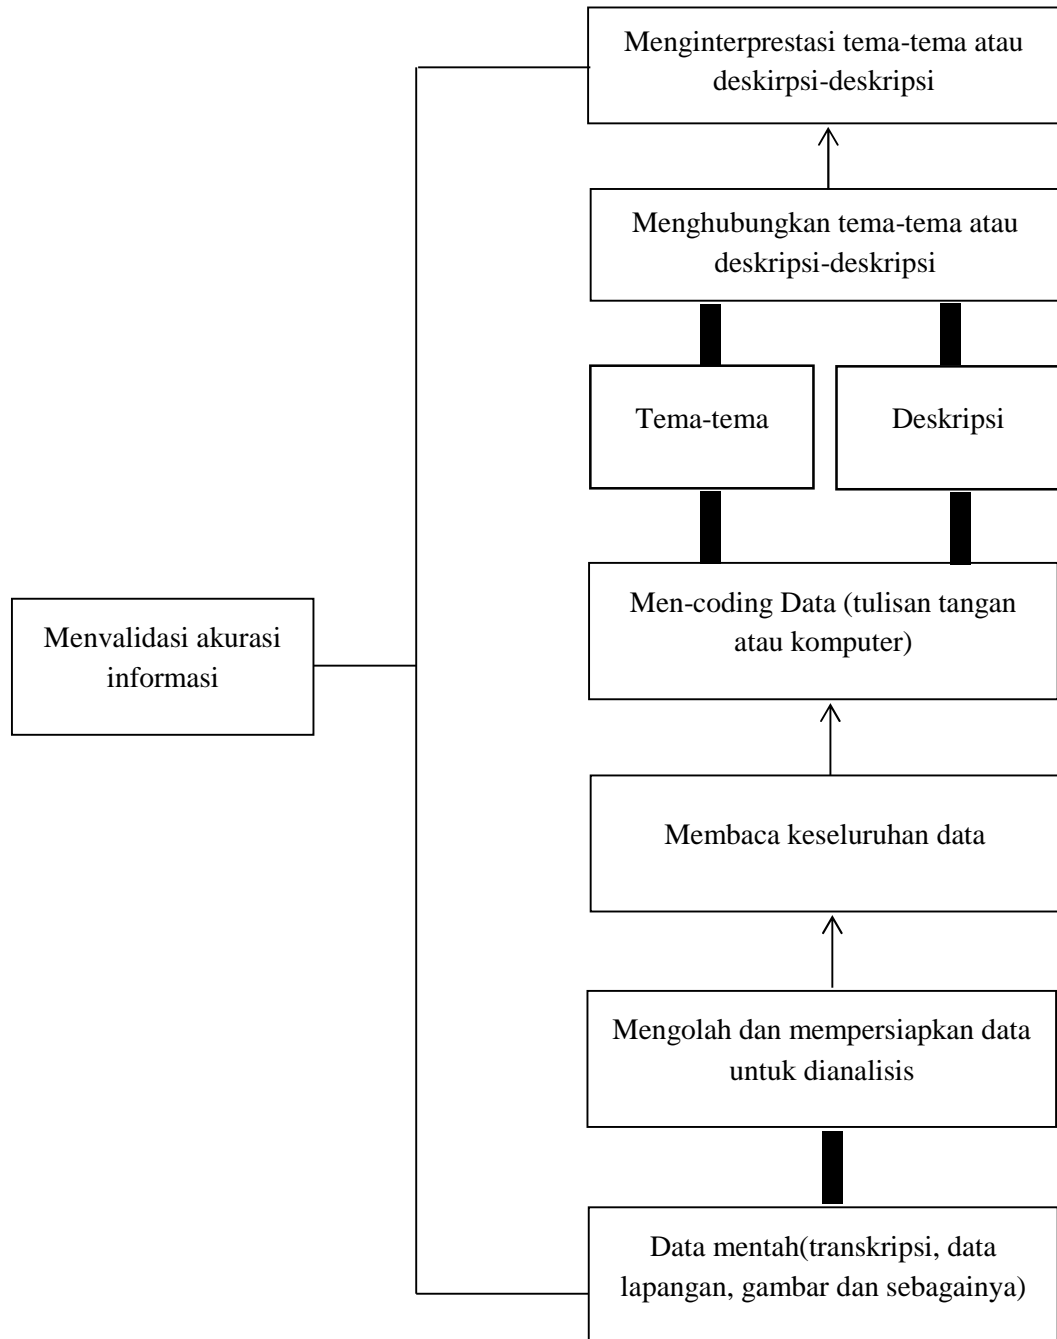 Menginterprestasi tema-tema atau
deskirpsi-deskripsi
Menghubungkan tema-tema atau
deskripsi-deskripsi
Tema-tema
Deskripsi
Men-coding Data (tulisan tangan
atau komputer)
Menvalidasi akurasi
informasi
Membaca keseluruhan data
Mengolah dan mempersiapkan data
untuk dianalisis
Data mentah(transkripsi, data
lapangan, gambar dan sebagainya)